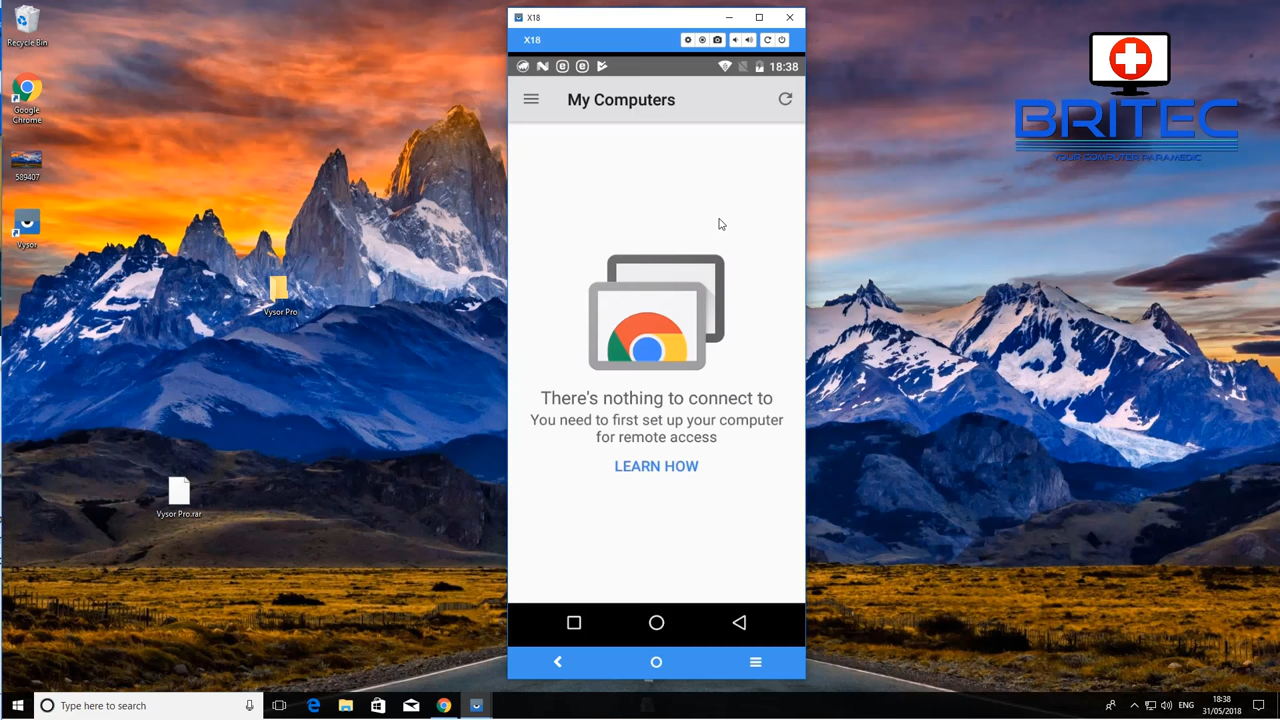 Recycle Bin
Google
Chrome
589407
Vysor
Vysor Pro
Vysor Pro.rar
X18
X18
18:38
My Computers
There's nothing to connect to
You need to first set up your computer
for remote access
LEARN HOW
BRITEC
YOUR COMPUTER PARAMEDIC
Type here to search
ENG
18:38
31/05/2018